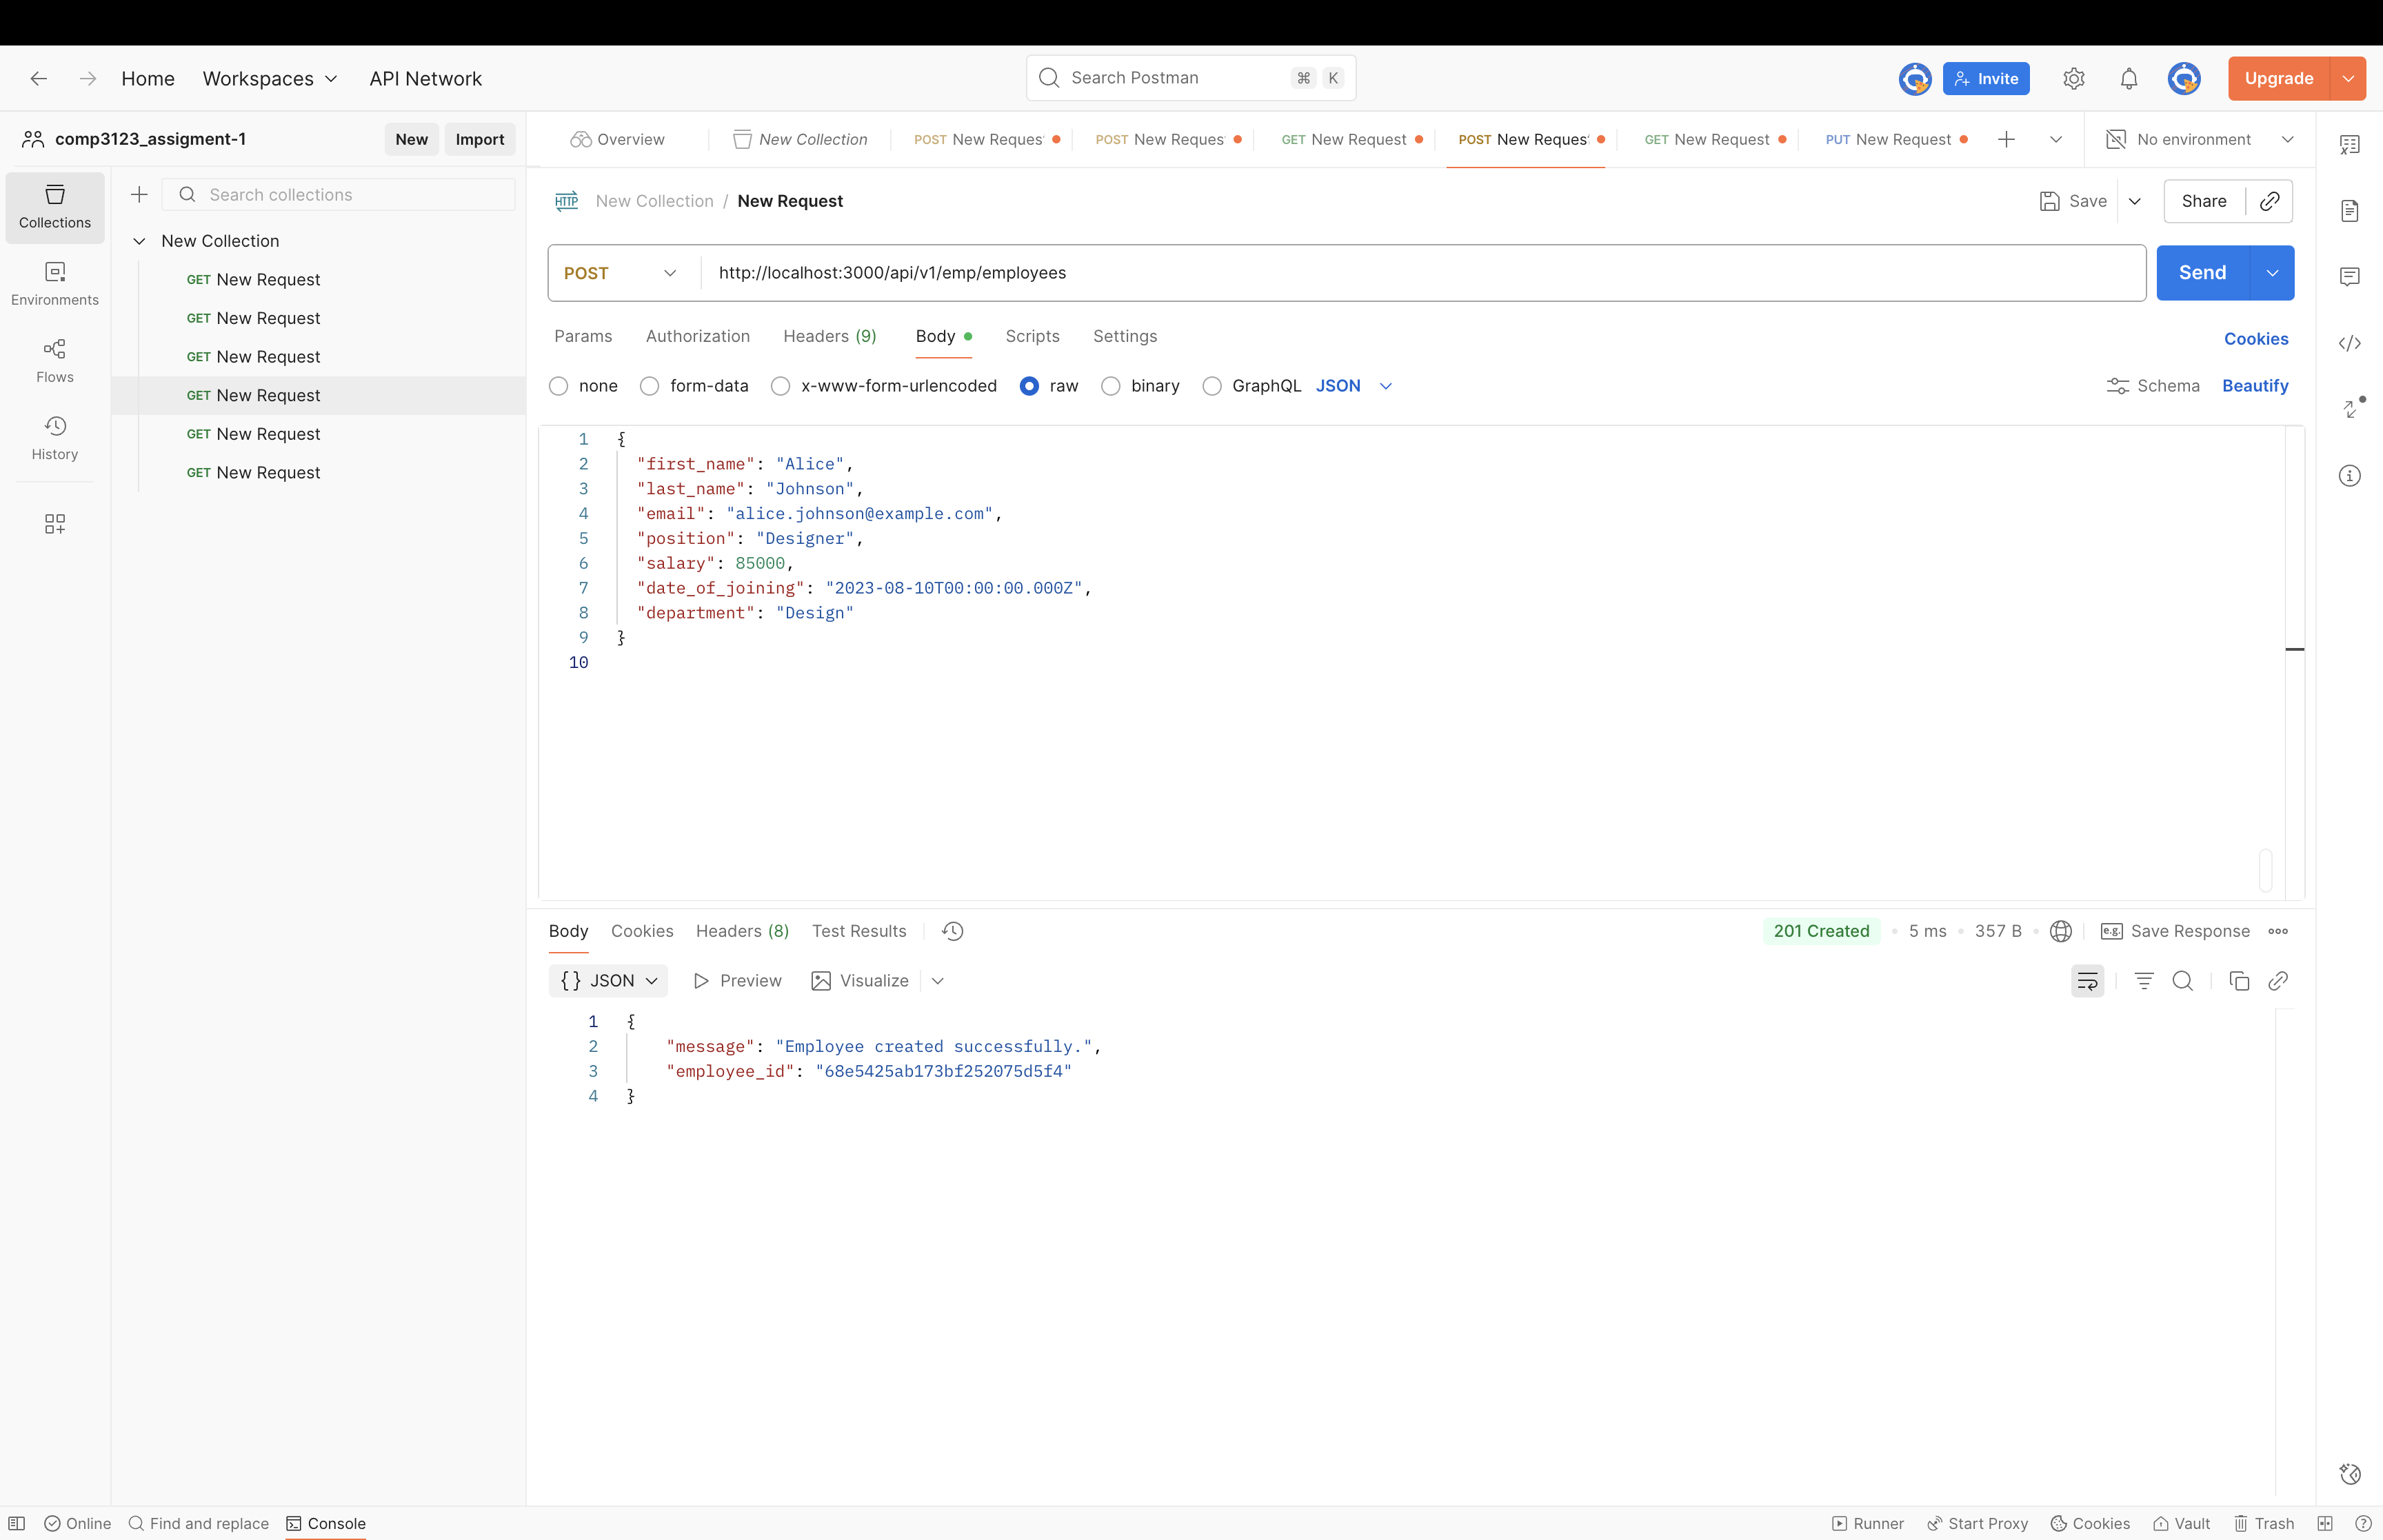 Home Workspaces API Network
Search Postman ⌘ K
Invite
Upgrade
comp3123_assigment-1 New Import
Overview New Collection POST New Reques POST New Reques GET New Request POST New Reques GET New Request PUT New Request
No environment
Collections
Environments
Flows
History
Search collections
New Collection
GET New Request
GET New Request
GET New Request
GET New Request
GET New Request
GET New Request
HTTP New Collection / New Request
Save Share
POST http://localhost:3000/api/v1/emp/employees
Send
Params Authorization Headers (9) Body Scripts Settings
Cookies
none form-data x-www-form-urlencoded raw binary GraphQL JSON
Schema Beautify
1 {
2 "first_name": "Alice",
3 "last_name": "Johnson",
4 "email": "alice.johnson@example.com",
5 "position": "Designer",
6 "salary": 85000,
7 "date_of_joining": "2023-08-10T00:00:00.000Z",
8 "department": "Design"
9 }
10
Body Cookies Headers (8) Test Results
201 Created 5 ms 357 B e.g. Save Response
{} JSON Preview Visualize
1 {
2 "message": "Employee created successfully.",
3 "employee_id": "68e5425ab173bf252075d5f4"
4 }
Online Find and replace Console
Runner Start Proxy Cookies Vault Trash